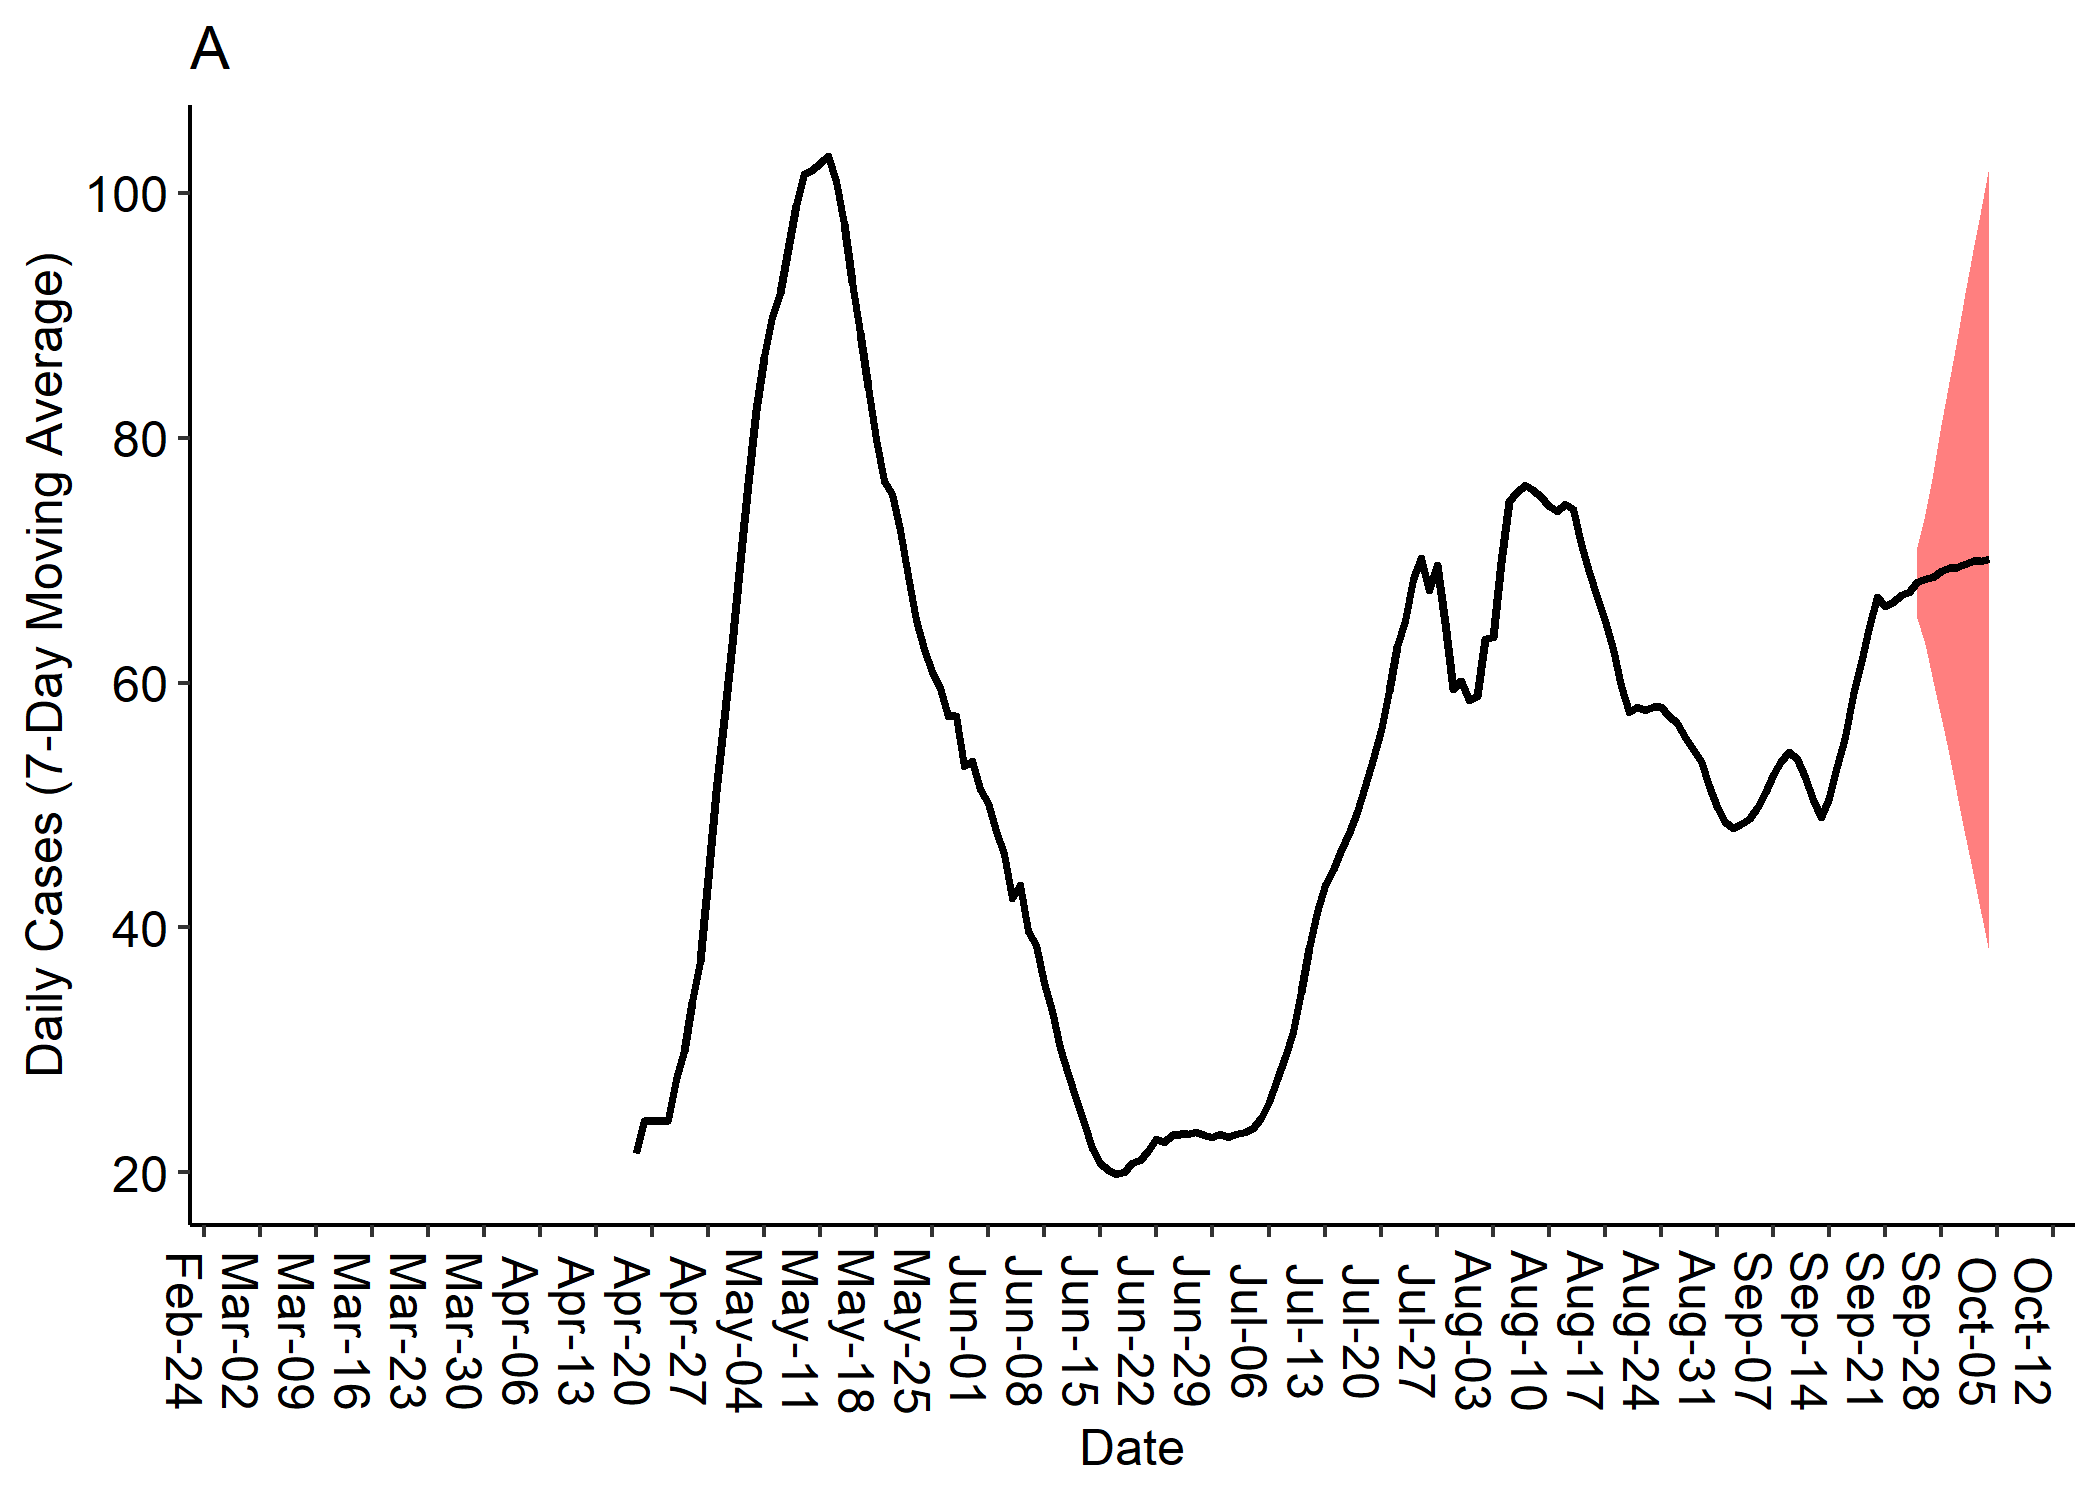 A
Daily Cases (7-Day Moving Average)
100
80
60
40
20
Feb-24
Mar-02
Mar-09
Mar-16
Mar-23
Mar-30
Apr-06
Apr-13
Apr-20
Apr-27
May-04
May-11
May-18
May-25
Jun-01
Jun-08
Jun-15
Jun-22
Jun-29
Jul-06
Jul-13
Jul-20
Jul-27
Aug-03
Aug-10
Aug-17
Aug-24
Aug-31
Sep-07
Sep-14
Sep-21
Sep-28
Oct-05
Oct-12
Date